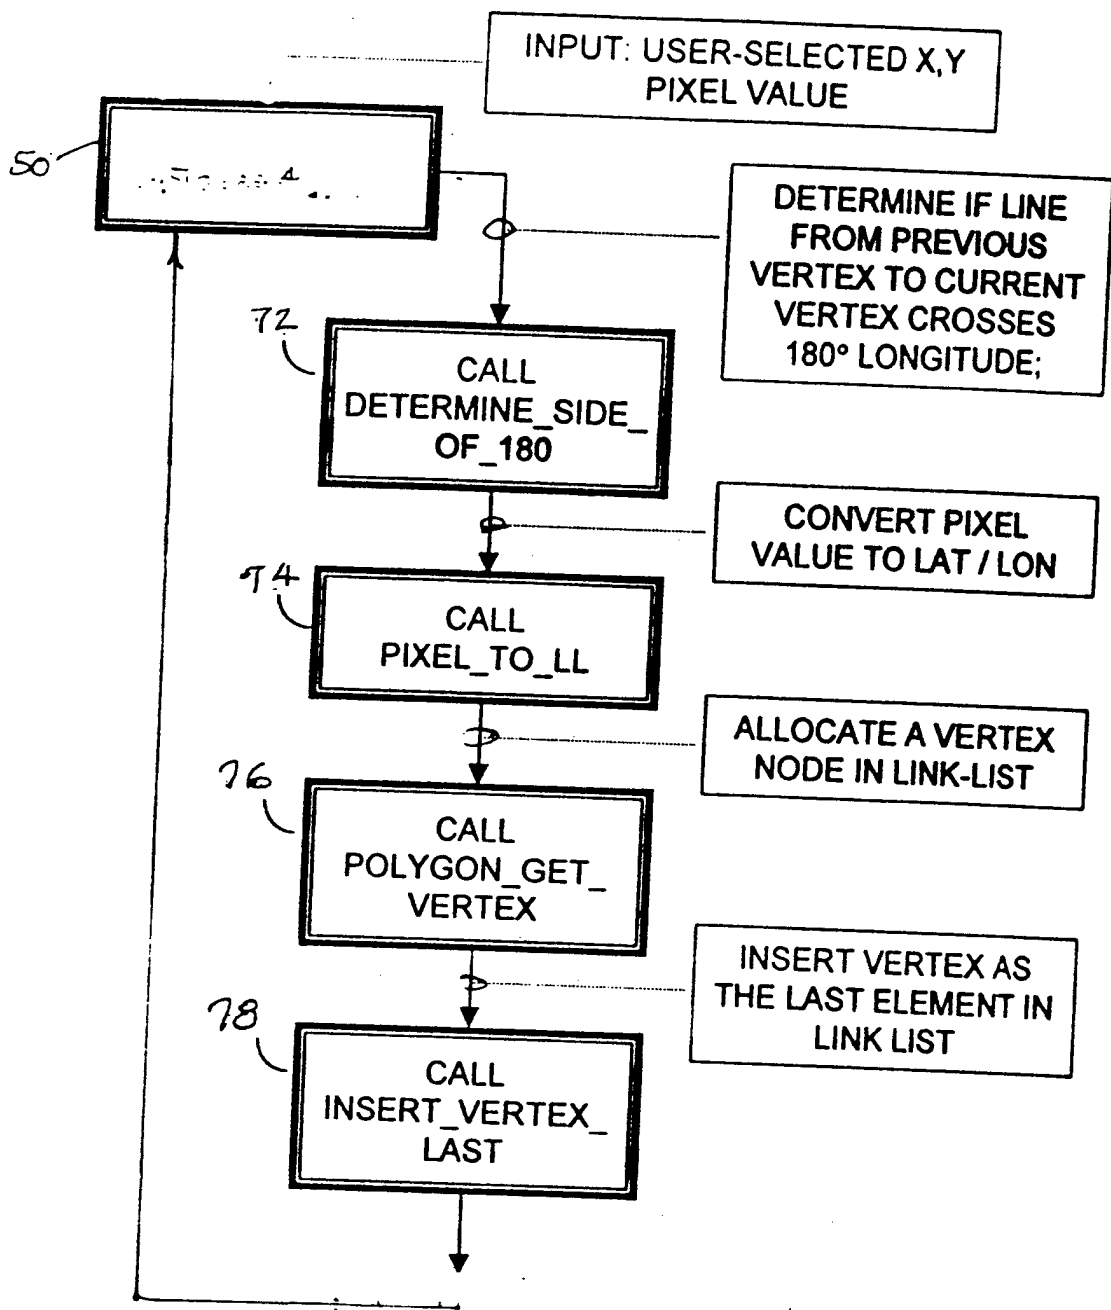 INPUT: USER-SELECTED X,Y
PIXEL VALUE
50
DETERMINE IF LINE
FROM PREVIOUS
VERTEX TO CURRENT
VERTEX CROSSES
180° LONGITUDE;
72
CALL
DETERMINE_SIDE_
OF_180
CONVERT PIXEL
VALUE TO LAT / LON
74
CALL
PIXEL_TO_LL
ALLOCATE A VERTEX
NODE IN LINK-LIST
76
CALL
POLYGON_GET_
VERTEX
INSERT VERTEX AS
THE LAST ELEMENT IN
LINK LIST
78
CALL
INSERT_VERTEX_
LAST